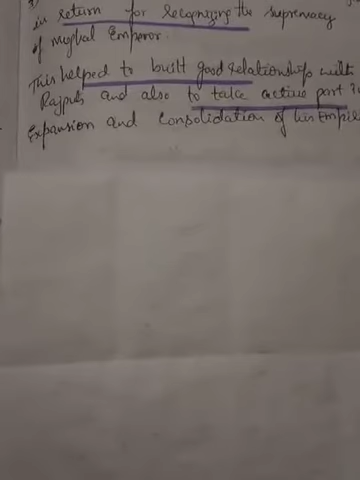 in return for recognizing the supremacy
of mughal Emperor.
This helped to built good relationship with
Rajputs and also to take active part in
Expansion and Consolidation of his Empire